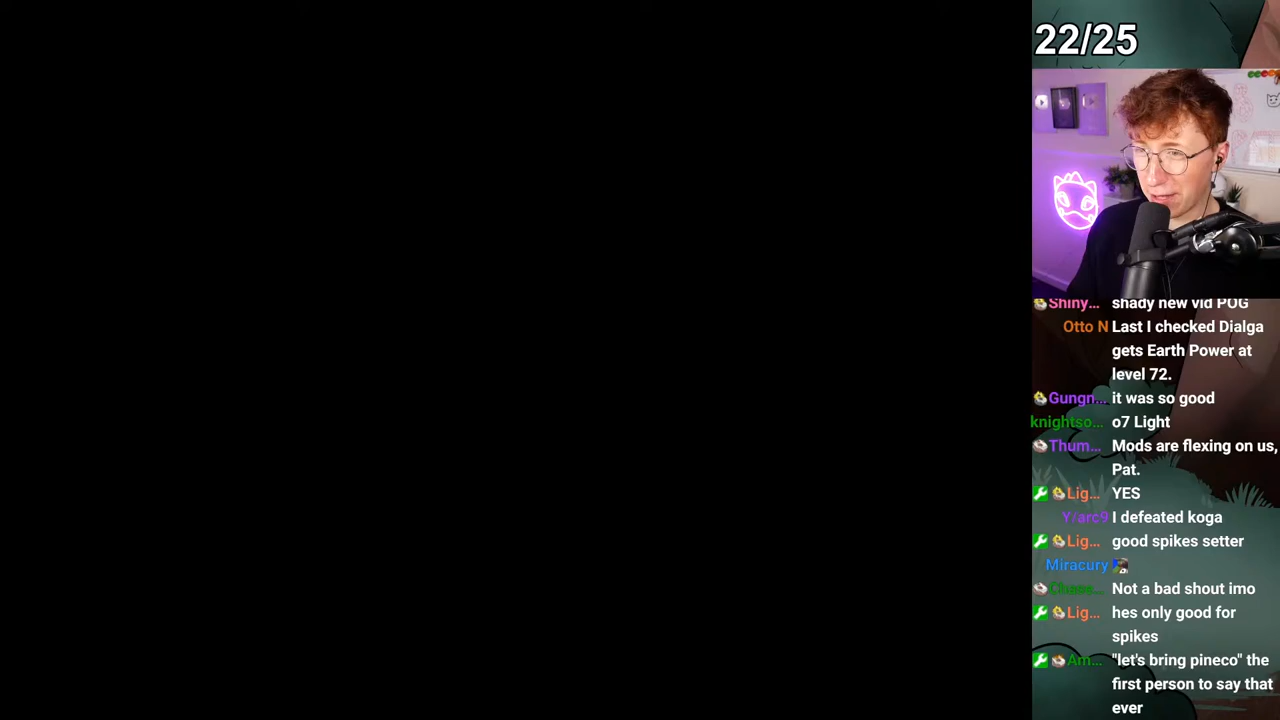 22/25
Shiny... shady new vid POG
Otto N Last I checked Dialga
gets Earth Power at
level 72.
Gungn... it was so good
knightso... o7 Light
Thum... Mods are flexing on us,
Pat.
Lig... YES
Y/arc9 I defeated koga
Lig... good spikes setter
Miracury
Chase... Not a bad shout imo
Lig... hes only good for
spikes
Am... "let's bring pineco" the
first person to say that
ever